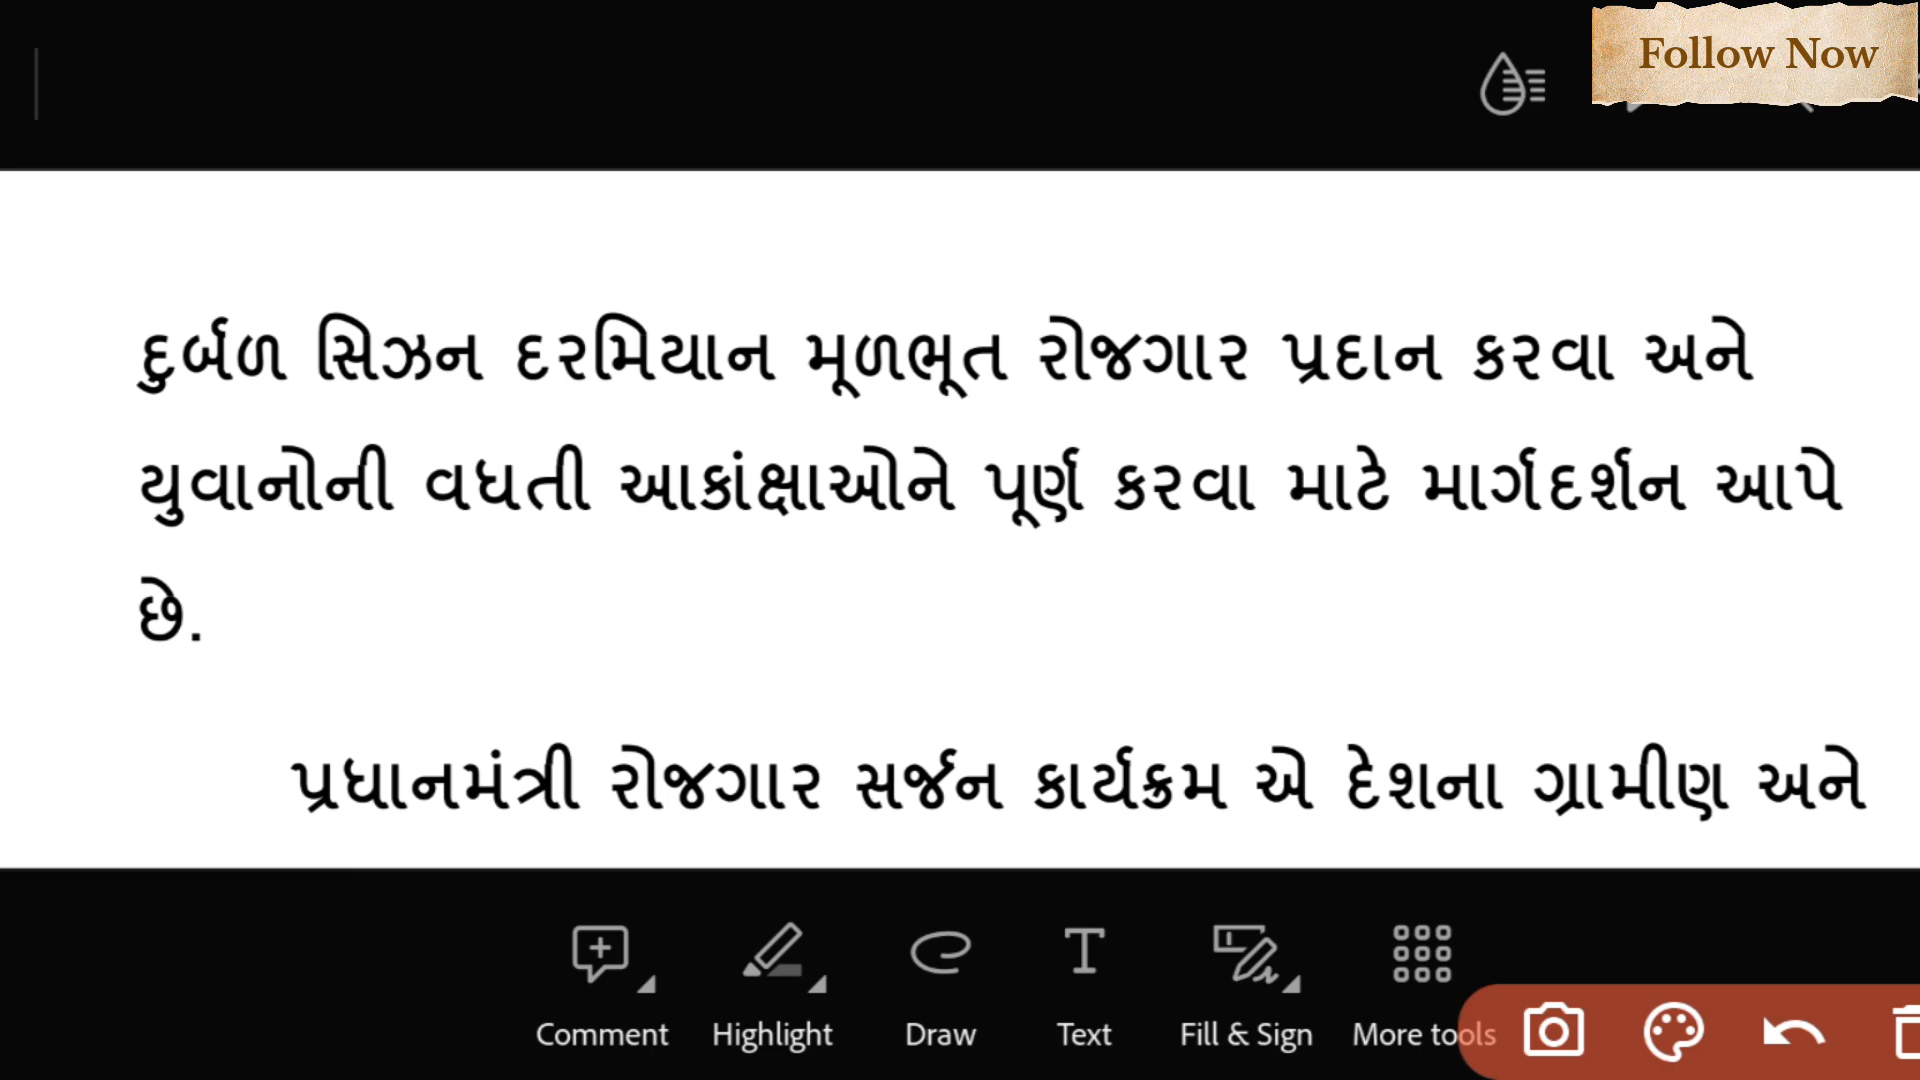 Follow Now
દુર્બળ સિઝન દરમિયાન મૂળભૂત રોજગાર પ્રદાન કરવા અને
યુવાનોની વધતી આકાંક્ષાઓને પૂર્ણ કરવા માટે માર્ગદર્શન આપે
છે.
પ્રધાનમંત્રી રોજગાર સર્જન કાર્યક્રમ એ દેશના ગ્રામીણ અને
Comment Highlight Draw Text Fill & Sign More tools